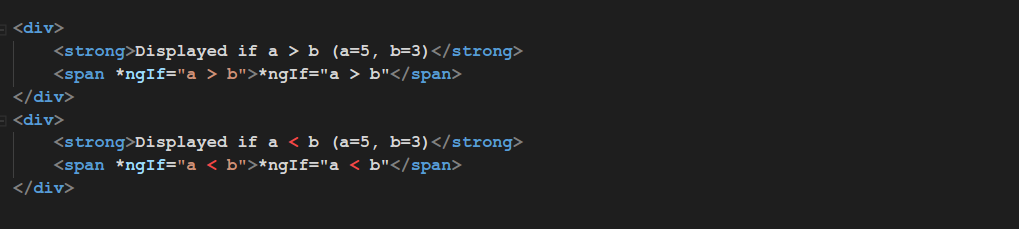 <div>
    <strong>Displayed if a > b (a=5, b=3)</strong>
    <span *ngIf="a > b">*ngIf="a > b"</span>
</div>
<div>
    <strong>Displayed if a < b (a=5, b=3)</strong>
    <span *ngIf="a < b">*ngIf="a < b"</span>
</div>